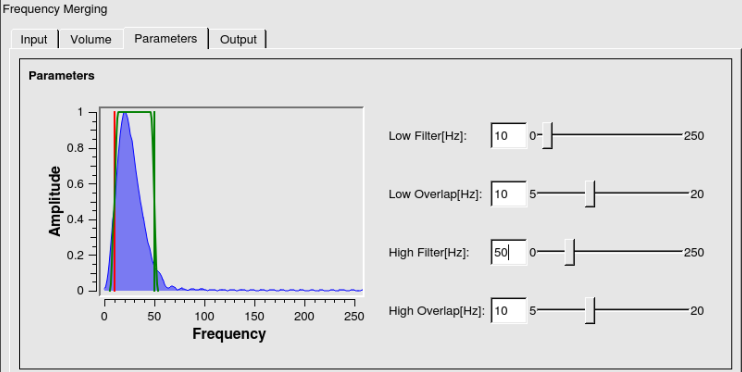 Frequency Merging
Input Volume Parameters Output
Parameters
1
0.8
0.6
0.4
0.2
0
Amplitude
0 50 100 150 200 250
Frequency
Low Filter[Hz]: 10 0 250
Low Overlap[Hz]: 10 5 20
High Filter[Hz]: 50 0 250
High Overlap[Hz]: 10 5 20